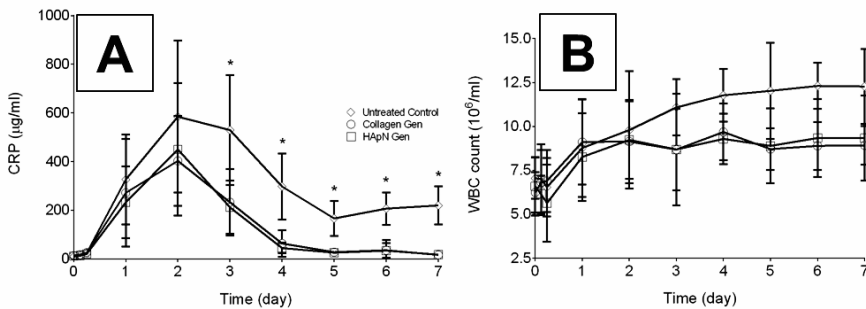 A
CRP (µg/ml)
1000
800
600
400
200
0
* * * * *
Untreated Control
Collagen Gen
HApN Gen
0 1 2 3 4 5 6 7
Time (day)
B
WBC count (10⁶/ml)
15.0
12.5
10.0
7.5
5.0
2.5
0 1 2 3 4 5 6 7
Time (day)